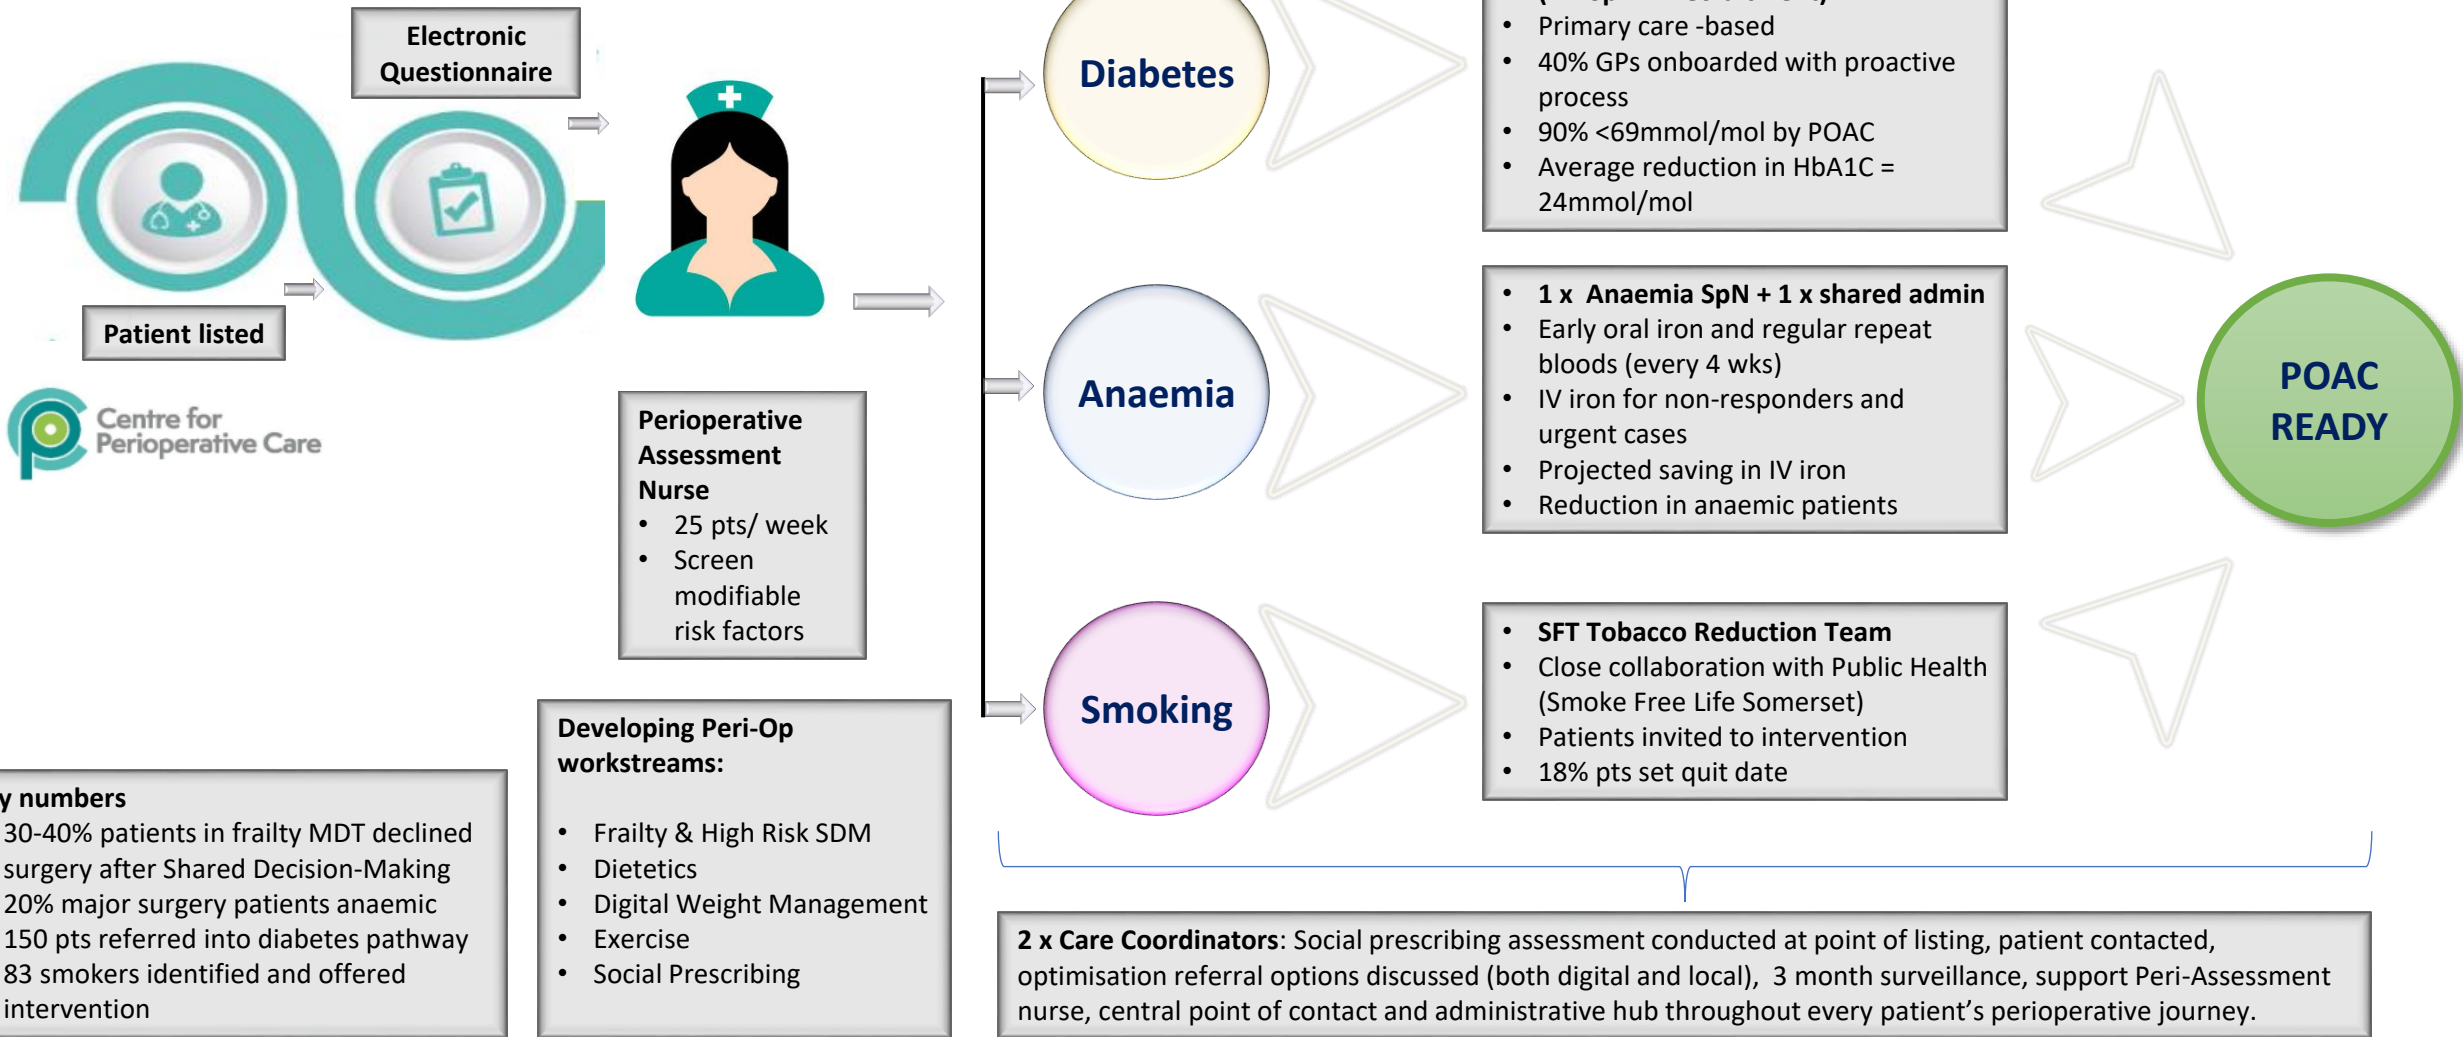 Electronic
Questionnaire
Patient listed
Centre for
Perioperative Care
Perioperative
Assessment
Nurse
• 25 pts/ week
• Screen
modifiable
risk factors
Diabetes
• Primary care -based
• 40% GPs onboarded with proactive
process
• 90% <69mmol/mol by POAC
• Average reduction in HbA1C =
24mmol/mol
Anaemia
• 1 x Anaemia SpN + 1 x shared admin
• Early oral iron and regular repeat
bloods (every 4 wks)
• IV iron for non-responders and
urgent cases
• Projected saving in IV iron
• Reduction in anaemic patients
Smoking
• SFT Tobacco Reduction Team
• Close collaboration with Public Health
(Smoke Free Life Somerset)
• Patients invited to intervention
• 18% pts set quit date
POAC
READY
y numbers
30-40% patients in frailty MDT declined
surgery after Shared Decision-Making
20% major surgery patients anaemic
150 pts referred into diabetes pathway
83 smokers identified and offered
intervention
Developing Peri-Op
workstreams:
• Frailty & High Risk SDM
• Dietetics
• Digital Weight Management
• Exercise
• Social Prescribing
2 x Care Coordinators: Social prescribing assessment conducted at point of listing, patient contacted,
optimisation referral options discussed (both digital and local), 3 month surveillance, support Peri-Assessment
nurse, central point of contact and administrative hub throughout every patient's perioperative journey.